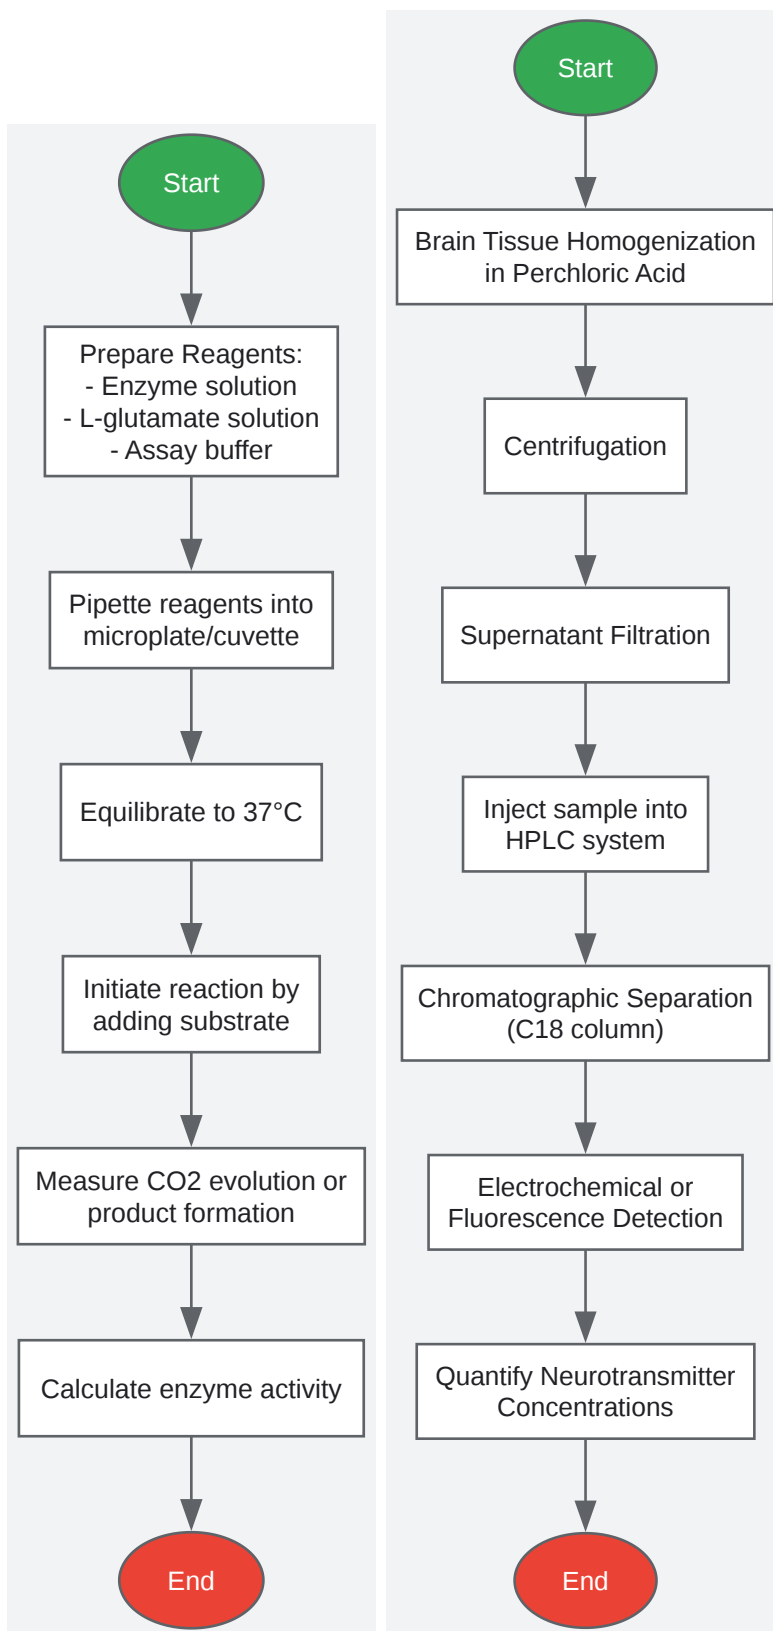 Start
Prepare Reagents:
- Enzyme solution
- L-glutamate solution
- Assay buffer
Pipette reagents into
microplate/cuvette
Equilibrate to 37°C
Initiate reaction by
adding substrate
Measure CO2 evolution or
product formation
Calculate enzyme activity
End
Start
Brain Tissue Homogenization
in Perchloric Acid
Centrifugation
Supernatant Filtration
Inject sample into
HPLC system
Chromatographic Separation
(C18 column)
Electrochemical or
Fluorescence Detection
Quantify Neurotransmitter
Concentrations
End